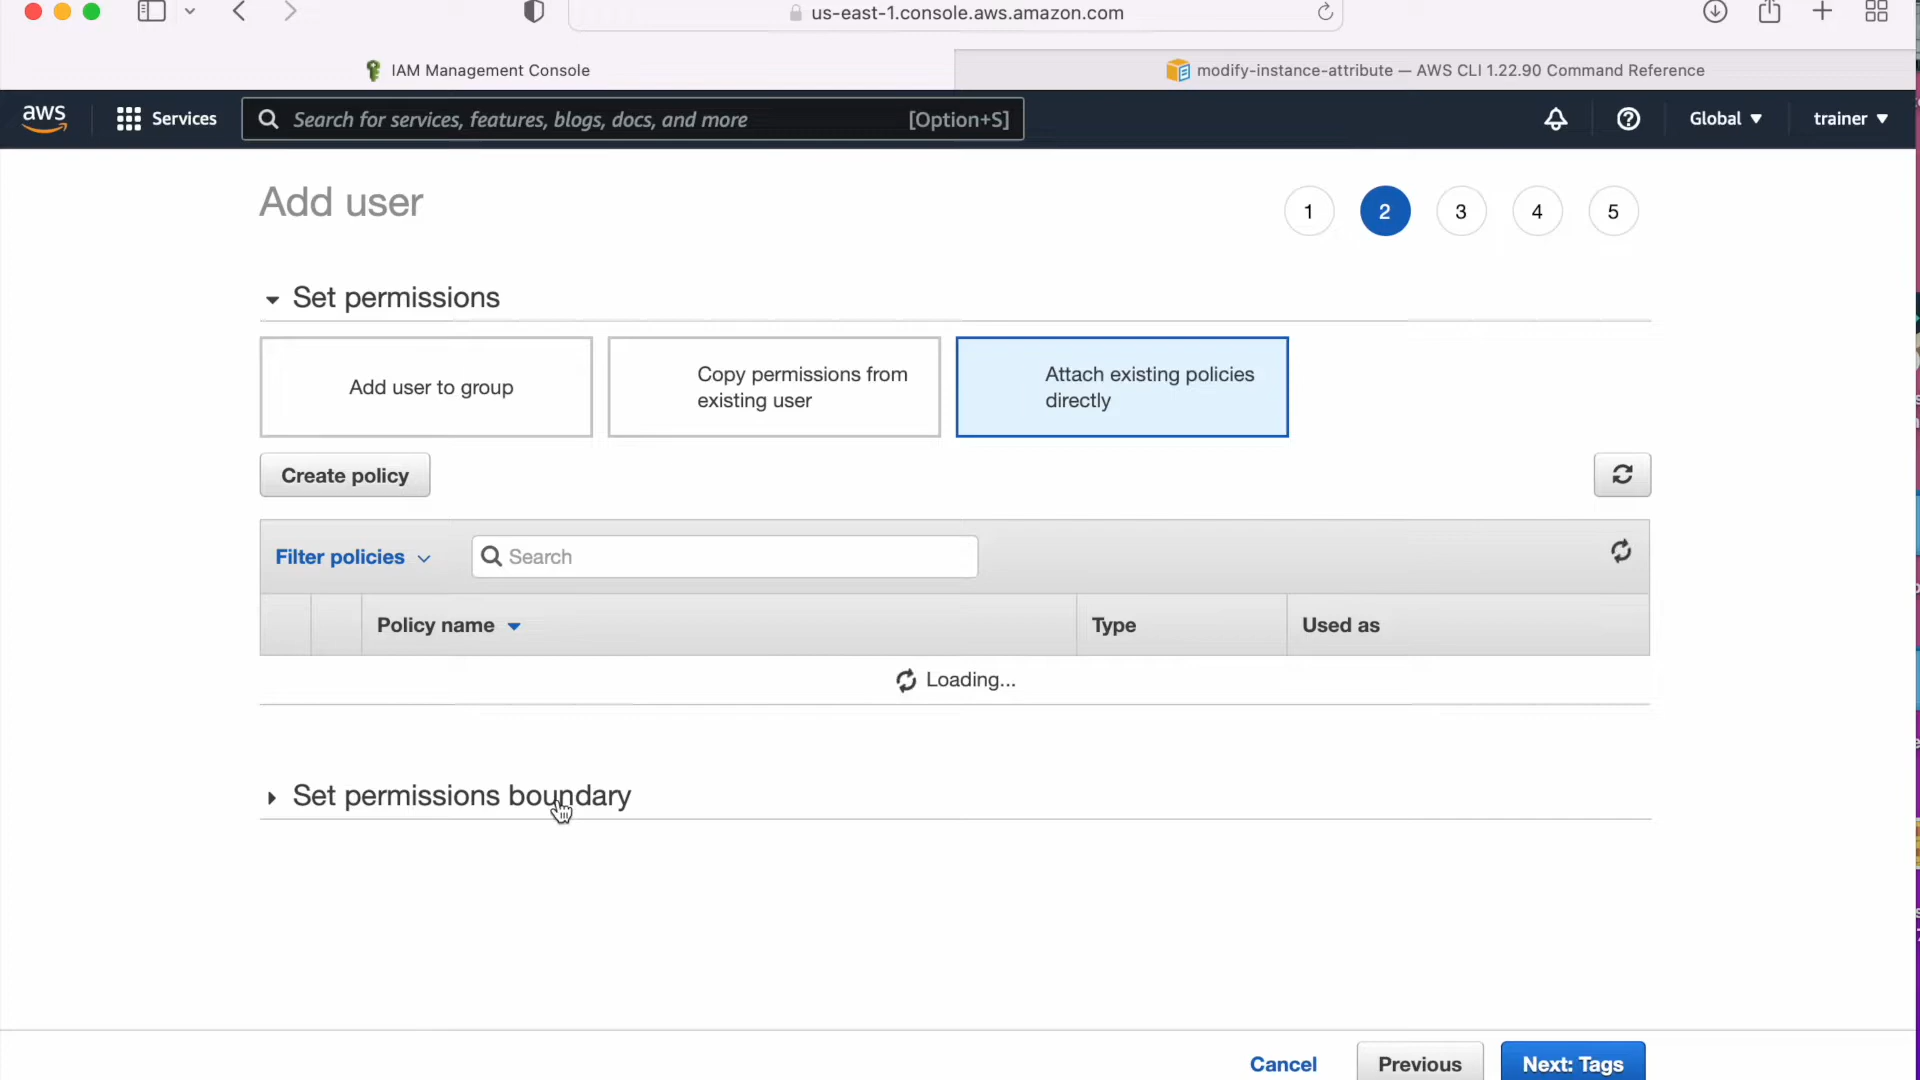 us-east-1.console.aws.amazon.com
IAM Management Console
modify-instance-attribute — AWS CLI 1.22.90 Command Reference
aws
Services
Search for services, features, blogs, docs, and more
[Option+S]
Global
trainer
Add user
1
2
3
4
5
Set permissions
Add user to group
Copy permissions from
existing user
Attach existing policies
directly
Create policy
Filter policies
Search
Policy name
Type
Used as
Loading...
Set permissions boundary
Cancel
Previous
Next: Tags